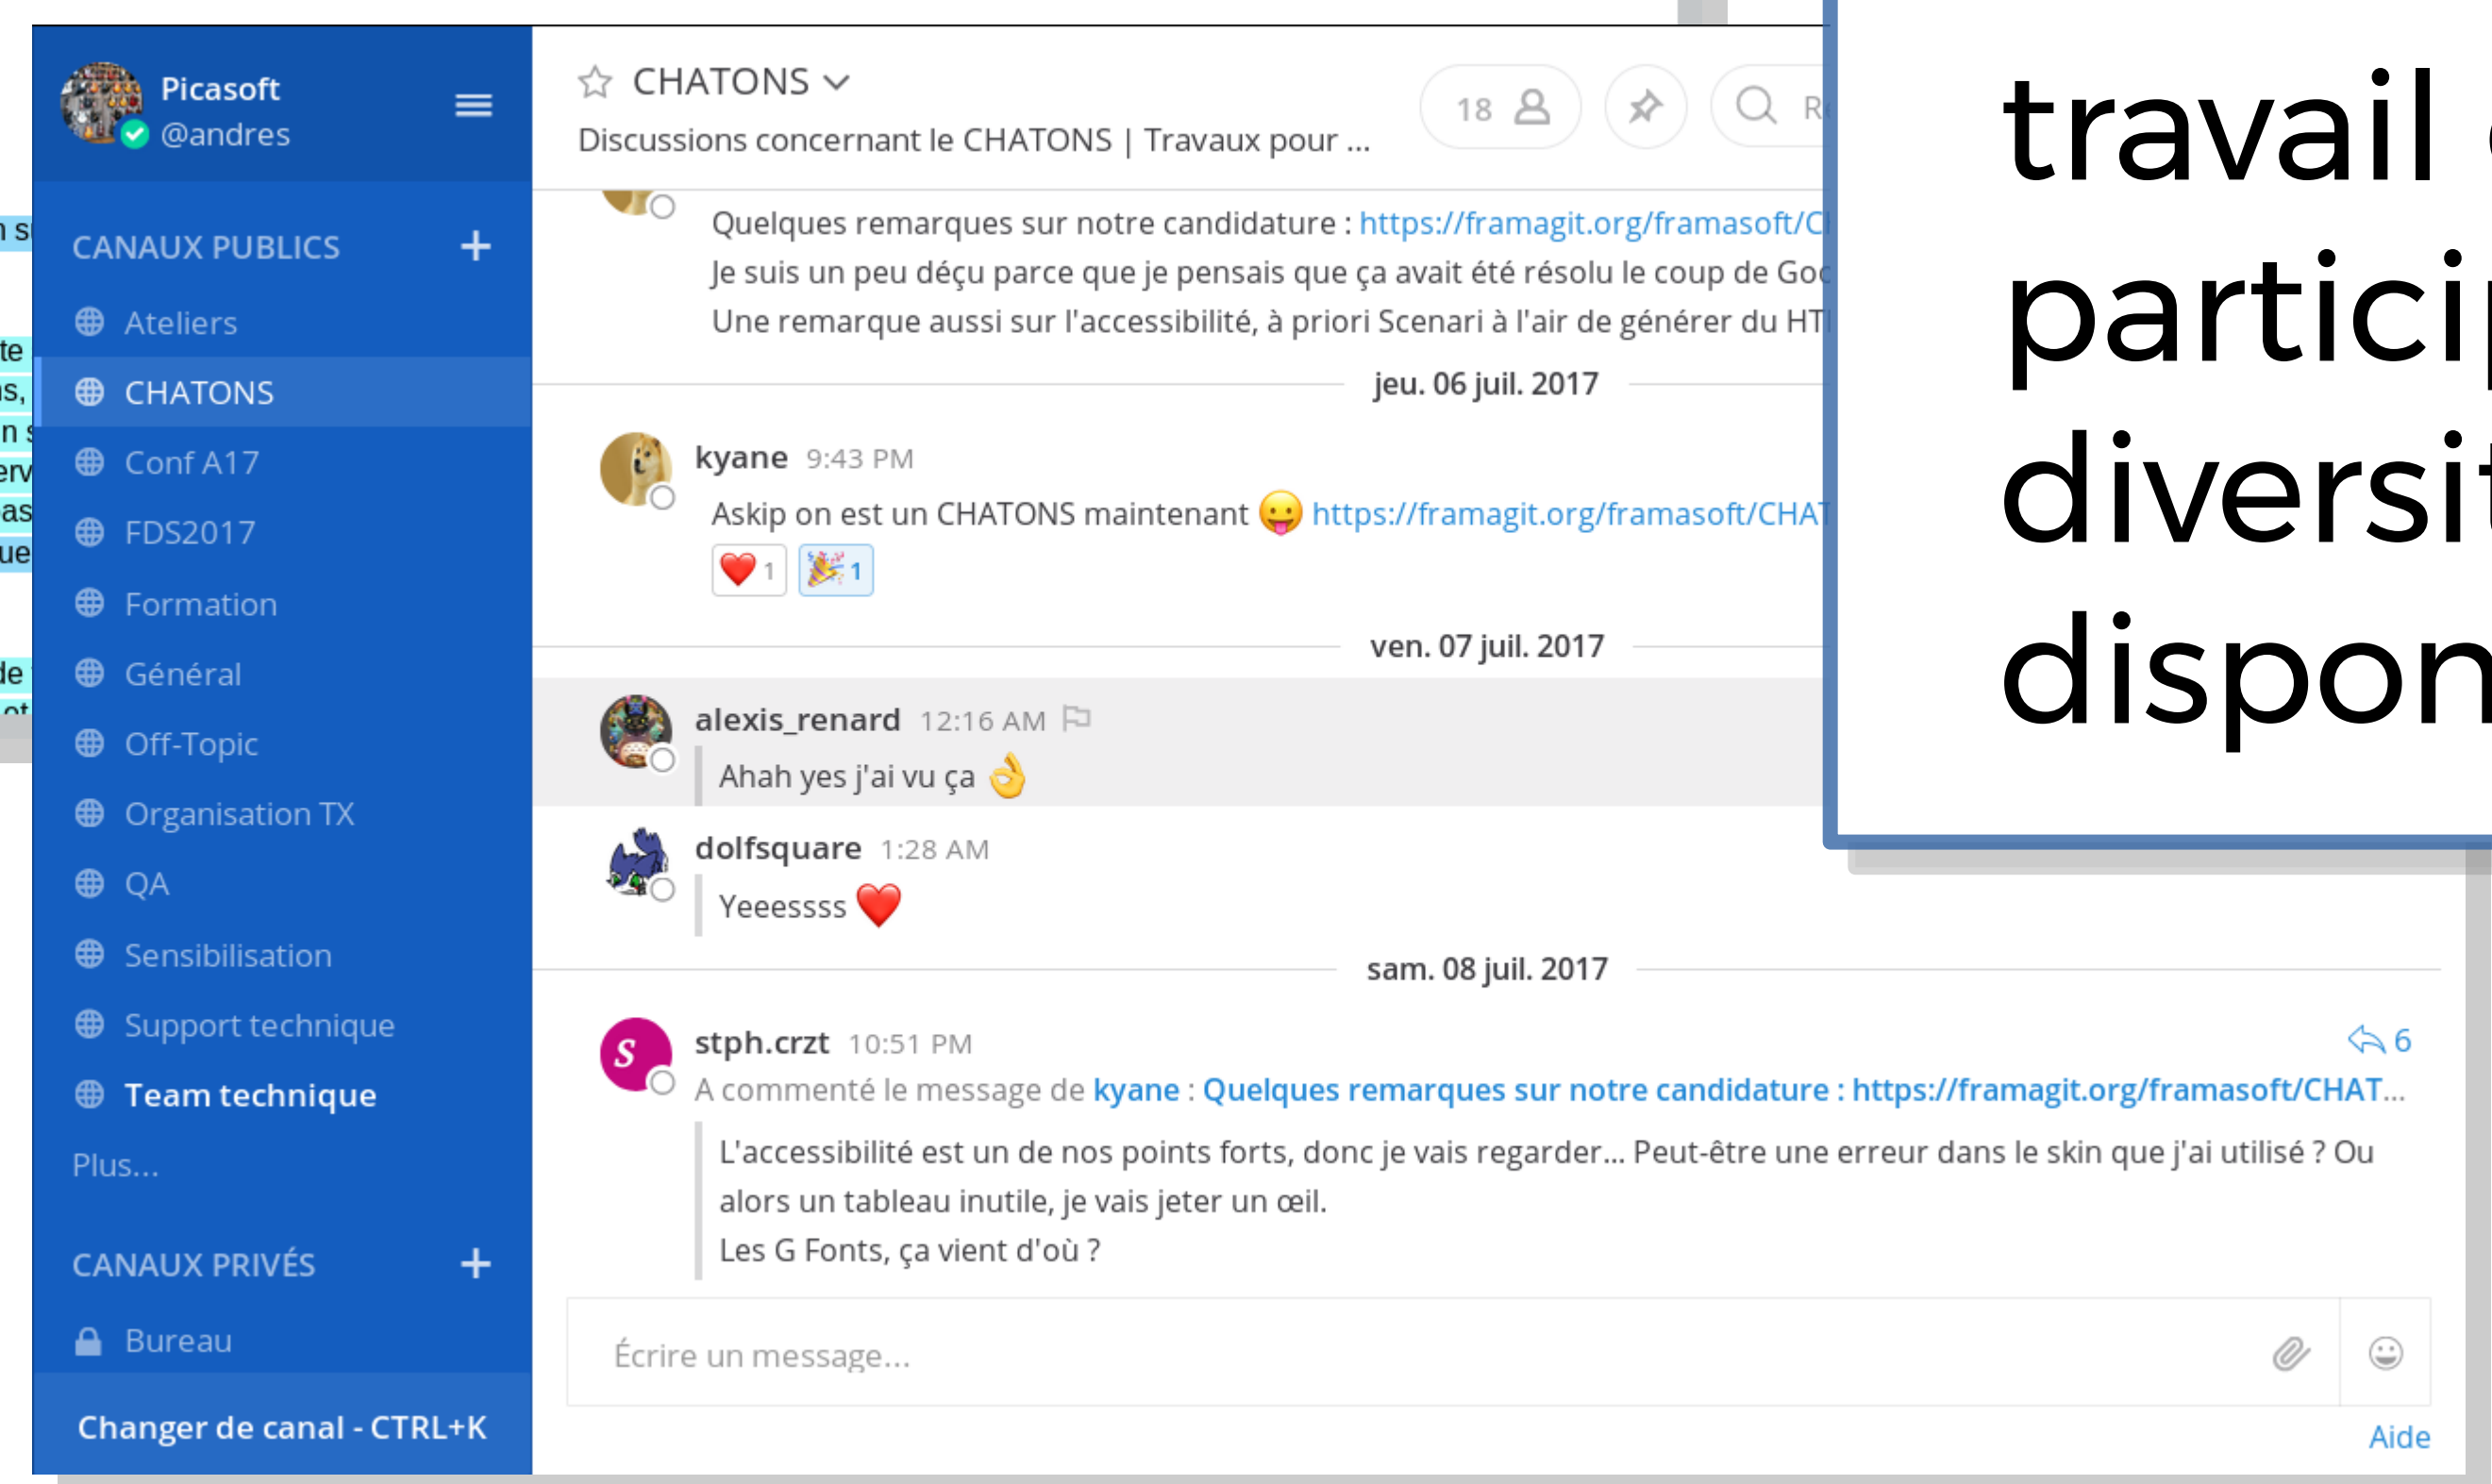 Picasoft
@andres
CANAUX PUBLICS
Ateliers
CHATONS
Conf A17
FDS2017
Formation
Général
Off-Topic
Organisation TX
QA
Sensibilisation
Support technique
Team technique
Plus...
CANAUX PRIVÉS
Bureau
Changer de canal - CTRL+K
CHATONS
Discussions concernant le CHATONS | Travaux pour ...
18
Quelques remarques sur notre candidature : https://framagit.org/framasoft/
Je suis un peu déçu parce que je pensais que ça avait été résolu le coup de
Une remarque aussi sur l'accessibilité, à priori Scenari à l'air de générer du
jeu. 06 juil. 2017
kyane 9:43 PM
Askip on est un CHATONS maintenant 😛 https://framagit.org/framasoft/CHAT
❤️ 1 🎉 1
ven. 07 juil. 2017
alexis_renard 12:16 AM
Ahah yes j'ai vu ça 👌
dolfsquare 1:28 AM
Yeeessss ❤️
sam. 08 juil. 2017
stph.crzt 10:51 PM
6
A commenté le message de kyane : Quelques remarques sur notre candidature : https://framagit.org/framasoft/CHAT...
L'accessibilité est un de nos points forts, donc je vais regarder... Peut-être une erreur dans le skin que j'ai utilisé ? Ou
alors un tableau inutile, je vais jeter un œil.
Les G Fonts, ça vient d'où ?
Écrire un message...
Aide
travail
partici
diversit
dispon